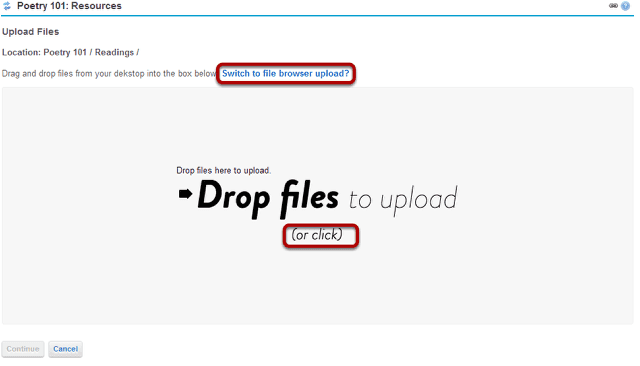 Poetry 101: Resources
Upload Files
Location: Poetry 101 / Readings /
Drag and drop files from your dekstop into the box below. Switch to file browser upload?
Drop files here to upload.
Drop files to upload
(or click)
Continue Cancel